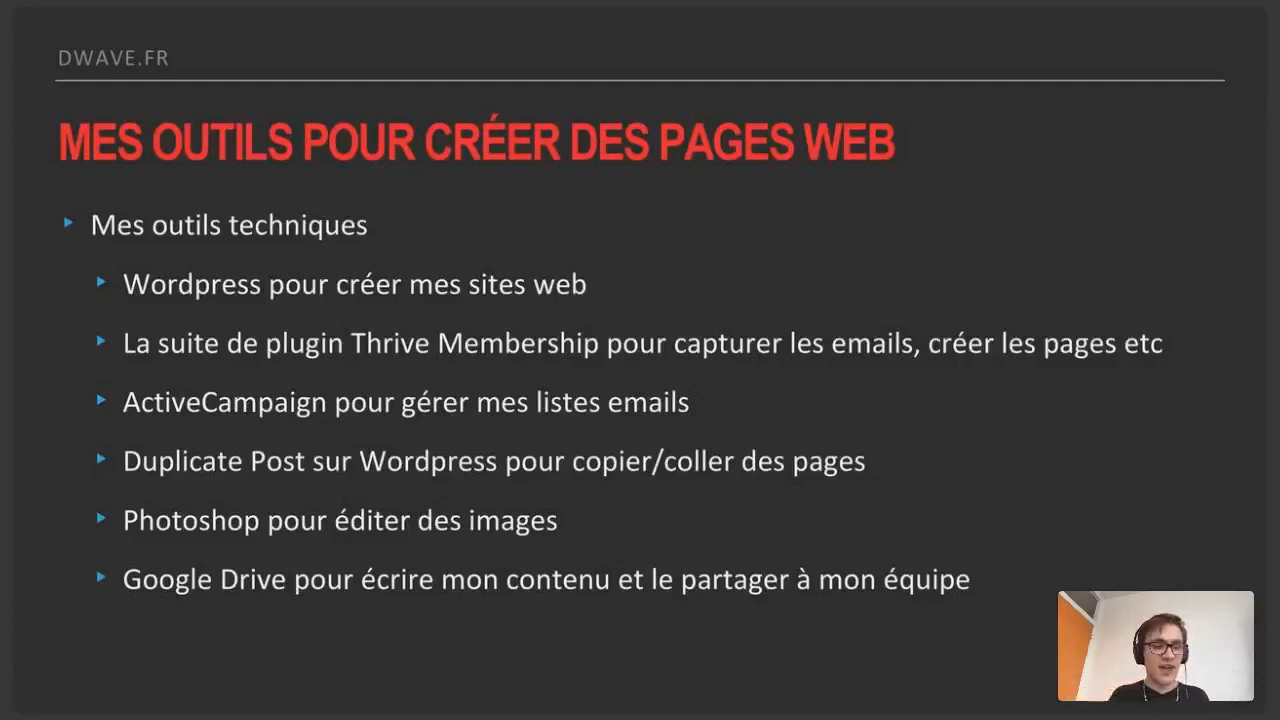 DWAVE.FR
MES OUTILS POUR CRÉER DES PAGES WEB
Mes outils techniques
Wordpress pour créer mes sites web
La suite de plugin Thrive Membership pour capturer les emails, créer les pages etc
ActiveCampaign pour gérer mes listes emails
Duplicate Post sur Wordpress pour copier/coller des pages
Photoshop pour éditer des images
Google Drive pour écrire mon contenu et le partager à mon équipe